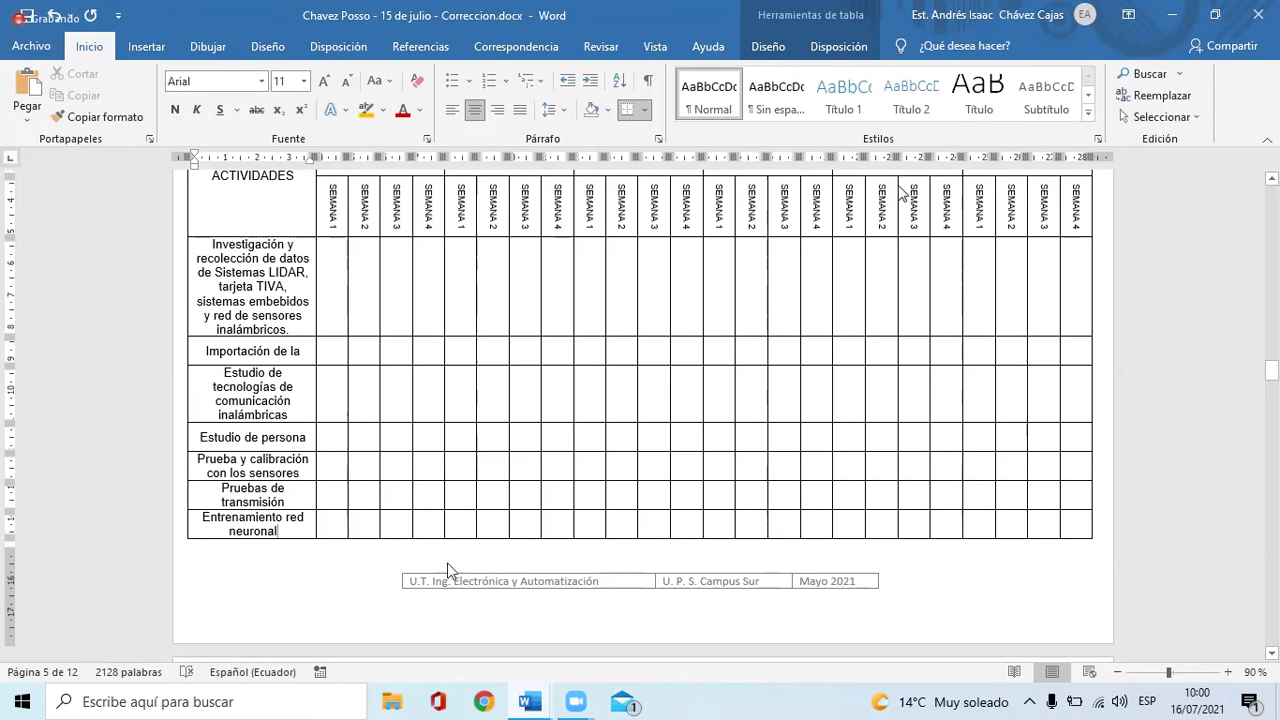 Grabando
Chavez Posso - 15 de julio - Correccion.docx - Word
Herramientas de tabla
Est. Andrés Isaac Chávez Cajas
EA
Archivo Inicio Insertar Dibujar Diseño Disposición Referencias Correspondencia Revisar Vista Ayuda Diseño Disposición ¿Qué desea hacer? Compartir
Pegar
Cortar
Copiar
Copiar formato
Portapapeles
Arial 11
N K S
Fuente
Párrafo
AaBbCcDc
¶ Normal
AaBbCcDc
¶ Sin espa...
AaBbCcDc
Título 1
AaBbCcD
Título 2
AaB
Título
AaBbCcD
Subtítulo
Estilos
Buscar
Reemplazar
Seleccionar
Edición
ACTIVIDADES
SEMANA 1 SEMANA 2 SEMANA 3 SEMANA 4 SEMANA 1 SEMANA 2 SEMANA 3 SEMANA 4 SEMANA 1 SEMANA 2 SEMANA 3 SEMANA 4 SEMANA 1 SEMANA 2 SEMANA 3 SEMANA 4 SEMANA 1 SEMANA 2 SEMANA 3 SEMANA 4 SEMANA 1 SEMANA 2 SEMANA 3 SEMANA 4
Investigación y
recolección de datos
de Sistemas LIDAR,
tarjeta TIVA,
sistemas embebidos
y red de sensores
inalámbricos.
Importación de la
Estudio de
tecnologías de
comunicación
inalámbricas
Estudio de persona
Prueba y calibración
con los sensores
Pruebas de
transmisión
Entrenamiento red
neuronal
U.T. Ing. Electrónica y Automatización U. P. S. Campus Sur Mayo 2021
Página 5 de 12 2128 palabras Español (Ecuador) 90 %
Escribe aquí para buscar
14°C Muy soleado
ESP
10:00
16/07/2021